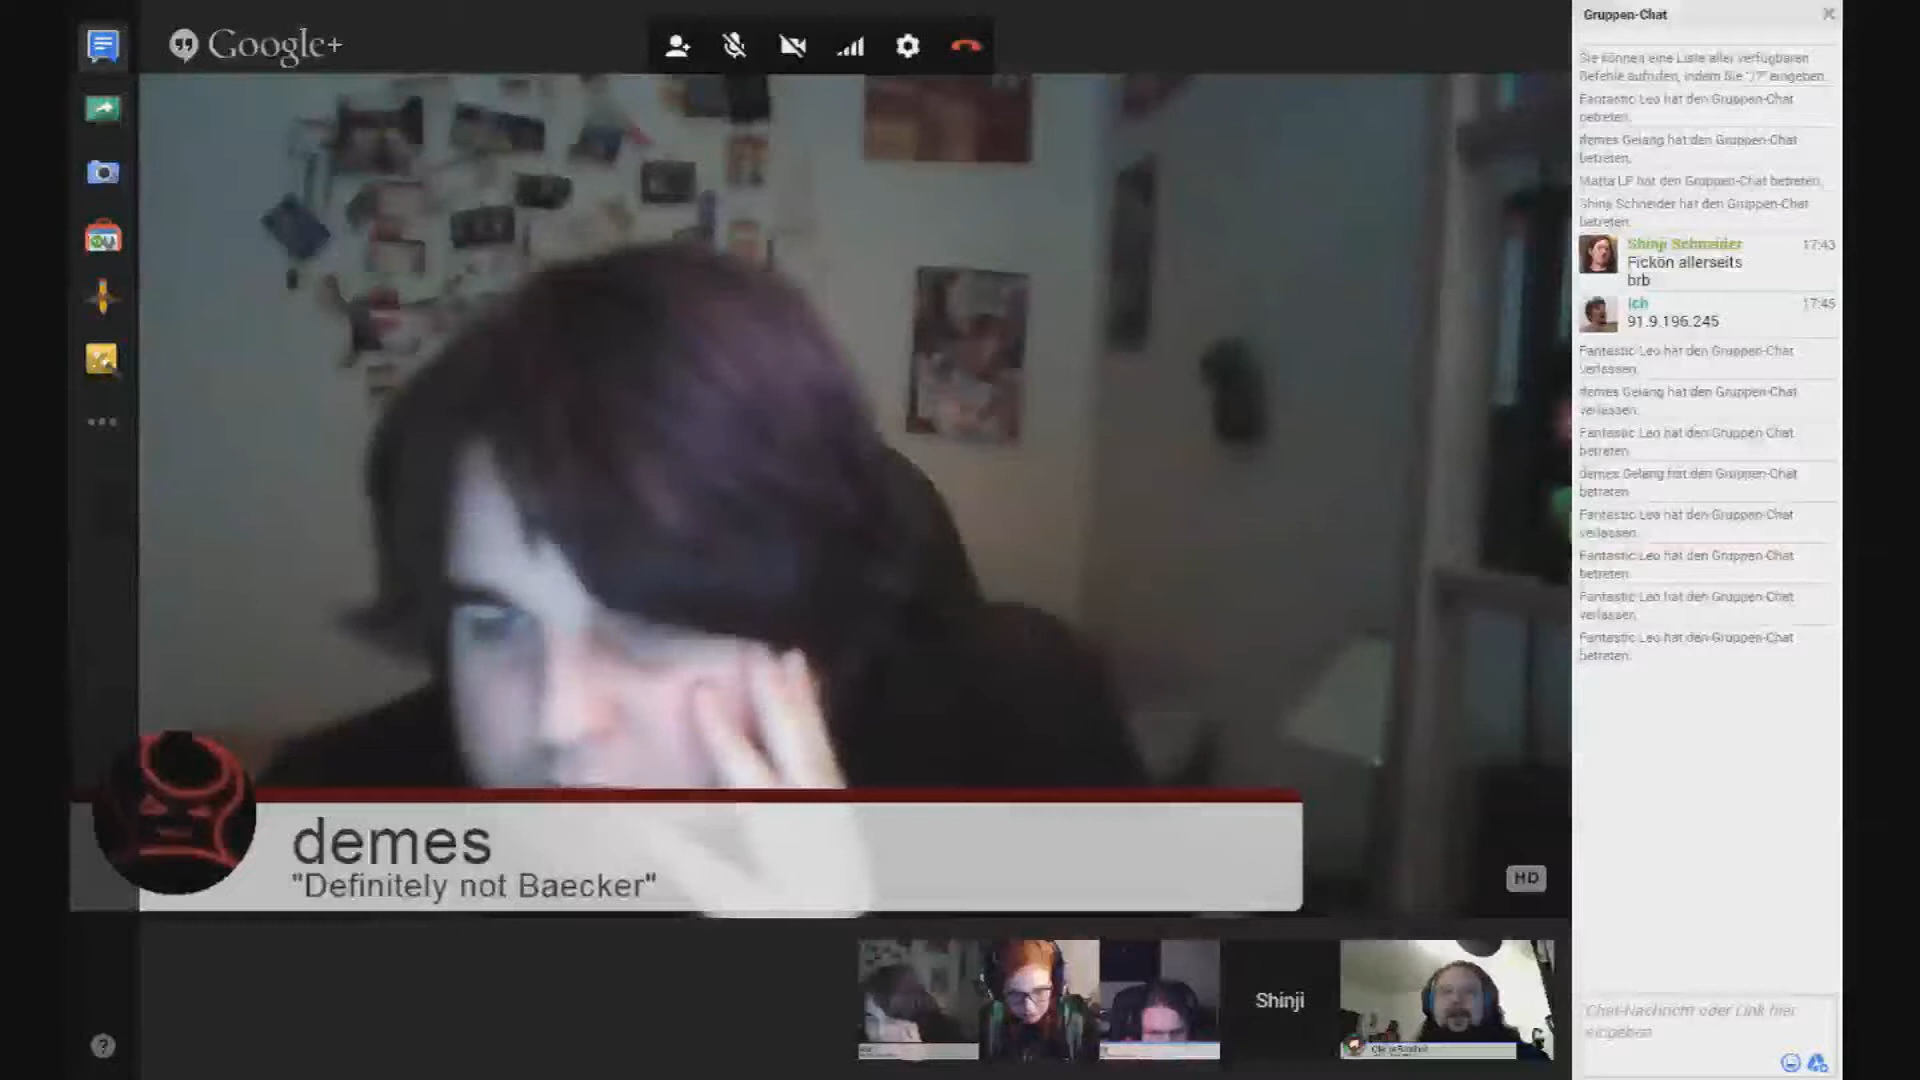 Google+
demes
"Definitely not Baecker"
HD
Shinji
Gruppen-Chat
Sie können eine Liste aller verfügbaren
Befehle aufrufen, indem Sie "/?" eingeben.
Fantastic Leo hat den Gruppen-Chat
betreten.
demes Gelang hat den Gruppen-Chat
betreten.
Matta LP hat den Gruppen-Chat betreten.
Shinji Schneider hat den Gruppen-Chat
betreten.
Shinji Schneider 17:43
Fickön allerseits
brb
Ich 17:45
91.9.196.245
Fantastic Leo hat den Gruppen-Chat
verlassen.
demes Gelang hat den Gruppen-Chat
verlassen.
Fantastic Leo hat den Gruppen-Chat
betreten.
demes Gelang hat den Gruppen-Chat
betreten.
Fantastic Leo hat den Gruppen-Chat
verlassen.
Fantastic Leo hat den Gruppen-Chat
betreten.
Fantastic Leo hat den Gruppen-Chat
verlassen.
Fantastic Leo hat den Gruppen-Chat
betreten.
Chat-Nachricht oder Link hier
eingeben